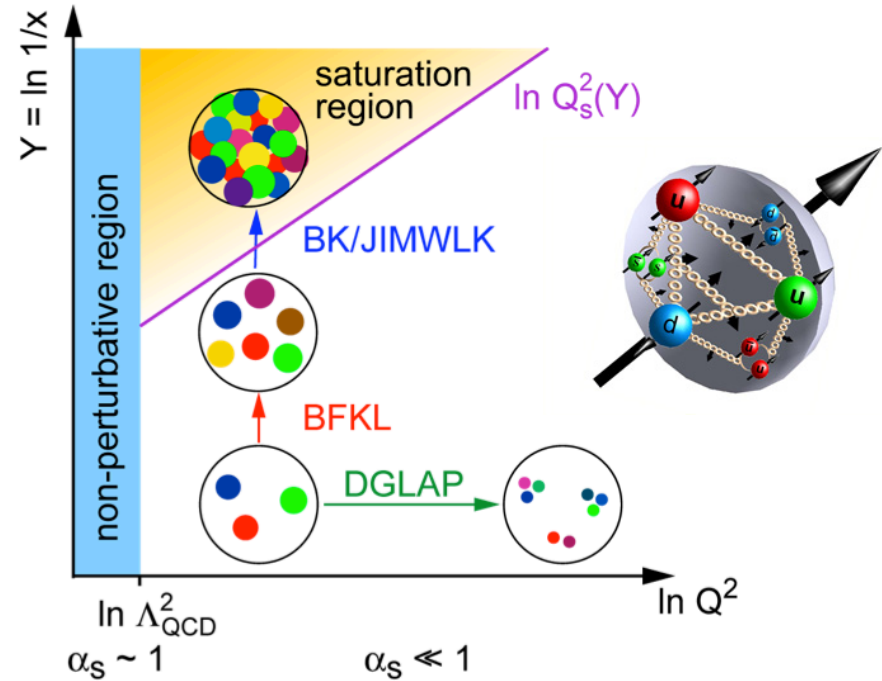 Y = ln 1/x
non-perturbative region
saturation
region
ln Q²ₛ(Y)
BK/JIMWLK
BFKL
DGLAP
ln Λ²_QCD
ln Q²
αₛ ~ 1
αₛ ≪ 1
u
d
d
s
s
u
d
u
u